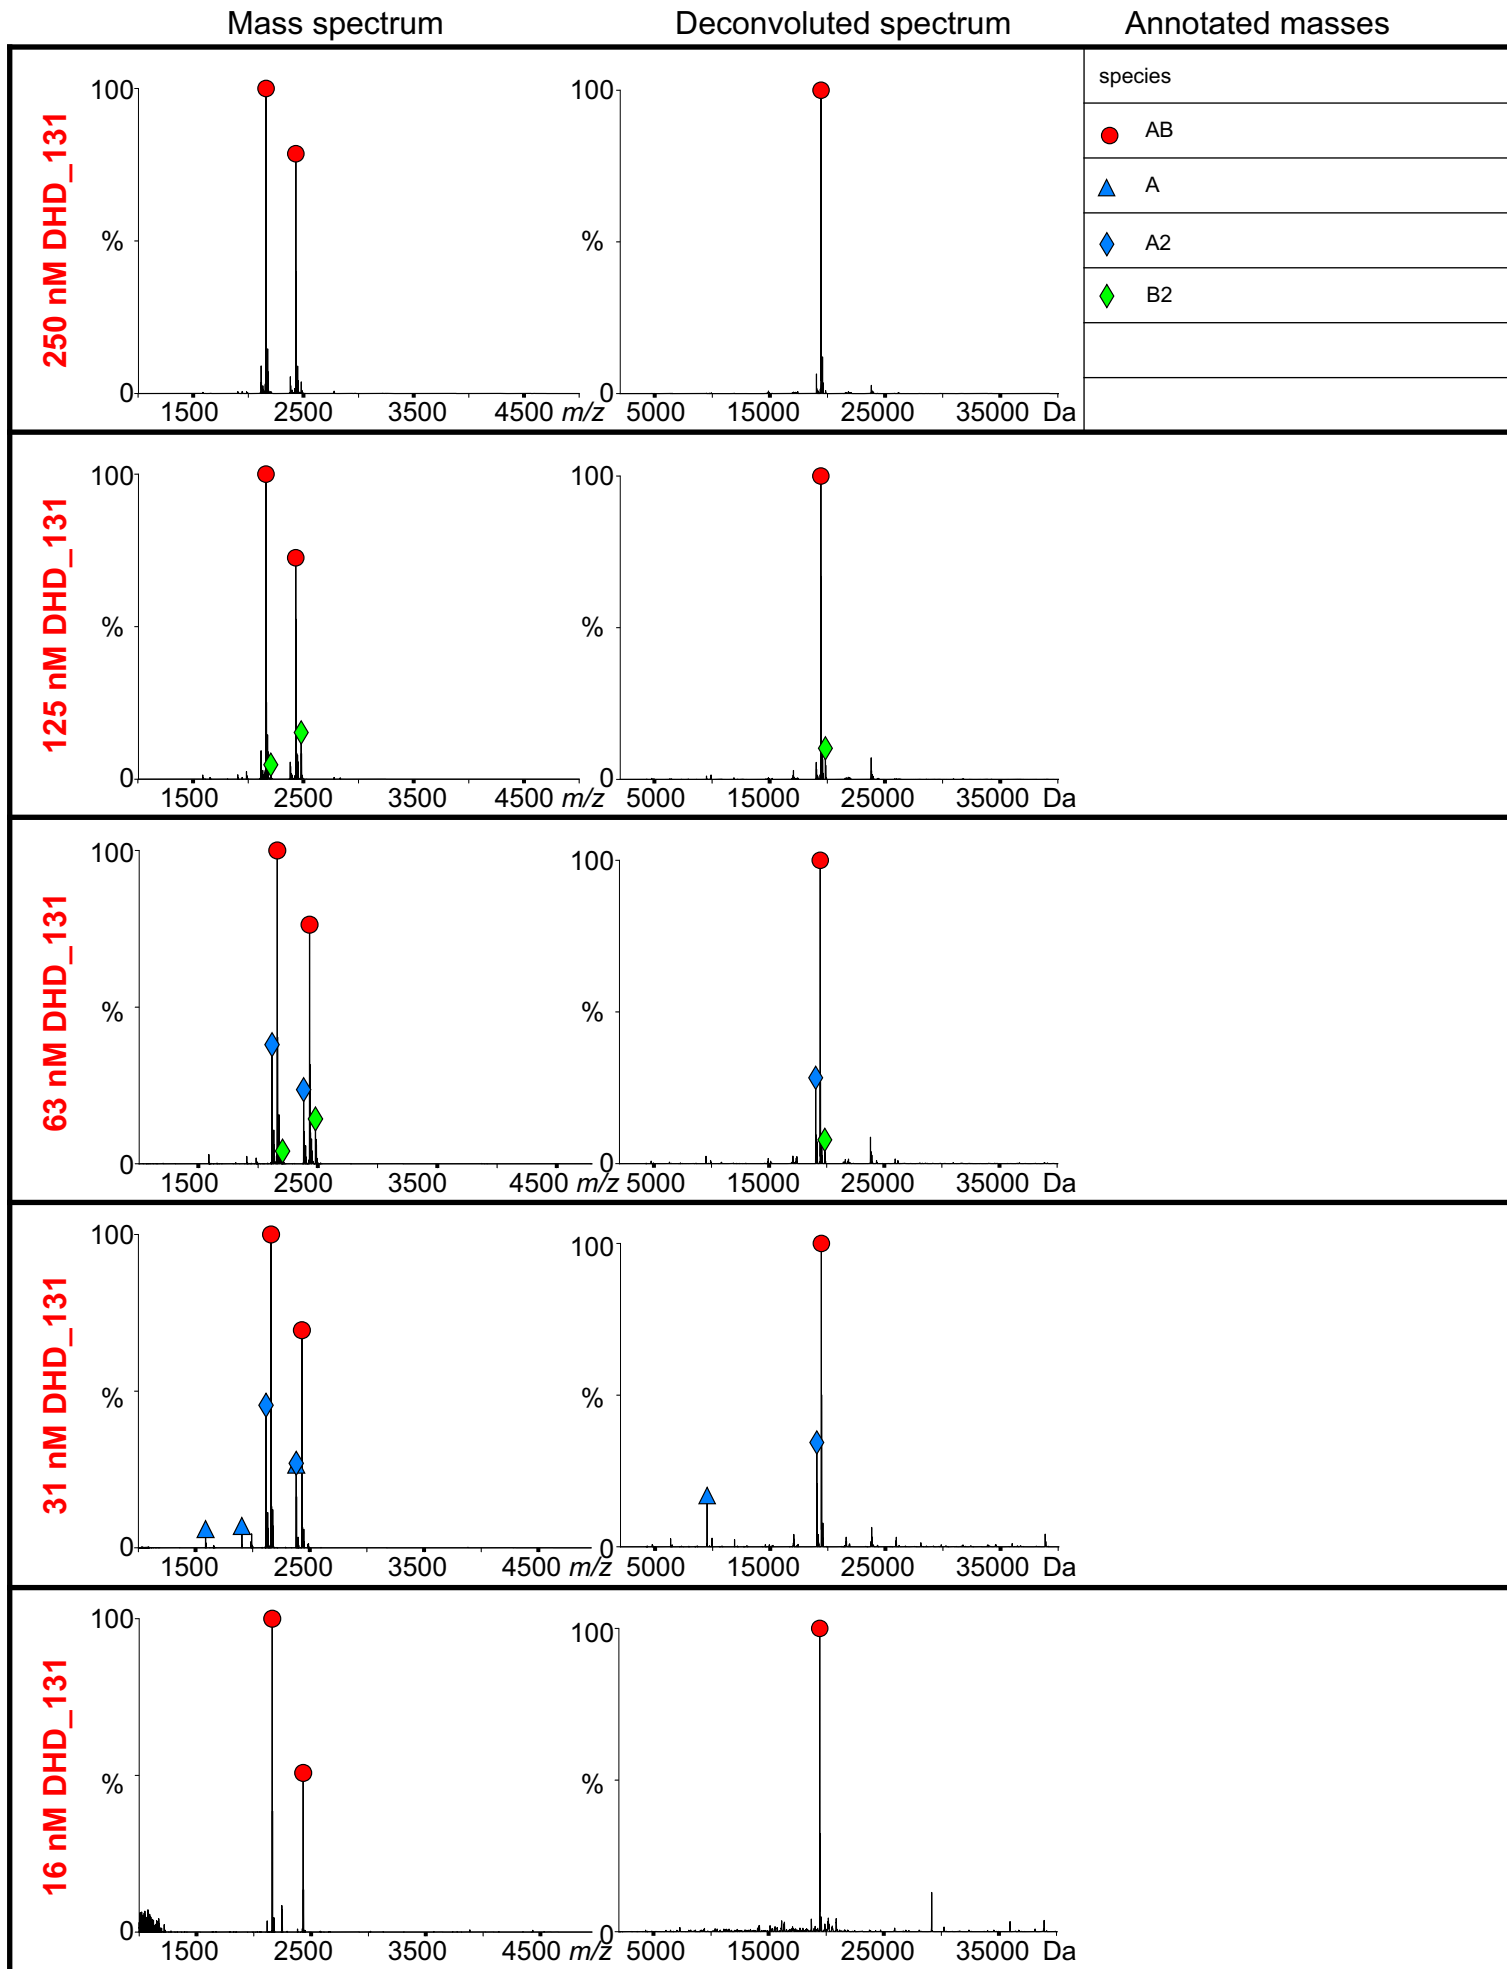 Mass spectrum Deconvoluted spectrum Annotated masses
250 nM DHD_131
100
%
0
1500 2500 3500 4500 m/z
100
%
0
5000 15000 25000 35000 Da
species
AB
A
A2
B2
125 nM DHD_131
100
%
0
1500 2500 3500 4500 m/z
100
%
0
5000 15000 25000 35000 Da
63 nM DHD_131
100
%
0
1500 2500 3500 4500 m/z
100
%
0
5000 15000 25000 35000 Da
31 nM DHD_131
100
%
0
1500 2500 3500 4500 m/z
100
%
0
5000 15000 25000 35000 Da
16 nM DHD_131
100
%
0
1500 2500 3500 4500 m/z
100
%
0
5000 15000 25000 35000 Da